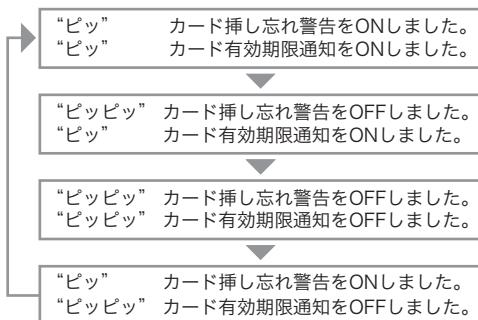 “ピッ” カード挿し忘れ警告をONしました。
“ピッ” カード有効期限通知をONしました。
“ピッピッ” カード挿し忘れ警告をOFFしました。
“ピッ” カード有効期限通知をONしました。
“ピッピッ” カード挿し忘れ警告をOFFしました。
“ピッピッ” カード有効期限通知をOFFしました。
“ピッ” カード挿し忘れ警告をONしました。
“ピッピッ” カード有効期限通知をOFFしました。